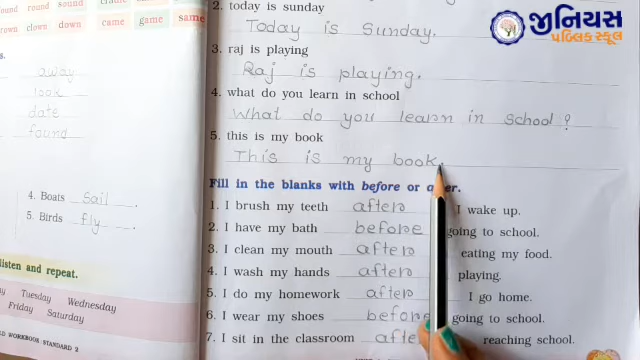 round sound
crown clown down came game same
away
look
date
found
4. Boats sail.
5. Birds fly.
listen and repeat.
Tuesday Wednesday
Friday Saturday
WORKBOOK STANDARD 2
2. today is sunday
Today is Sunday.
3. raj is playing
Raj is playing.
4. what do you learn in school
What do you learn in school?
5. this is my book
This is my book.
Fill in the blanks with before or after.
1. I brush my teeth after I wake up.
2. I have my bath before going to school.
3. I clean my mouth after eating my food.
4. I wash my hands after playing.
5. I do my homework after I go home.
6. I wear my shoes before going to school.
7. I sit in the classroom afte reaching school.
જીનિયસ
પબ્લિક સ્કૂલ